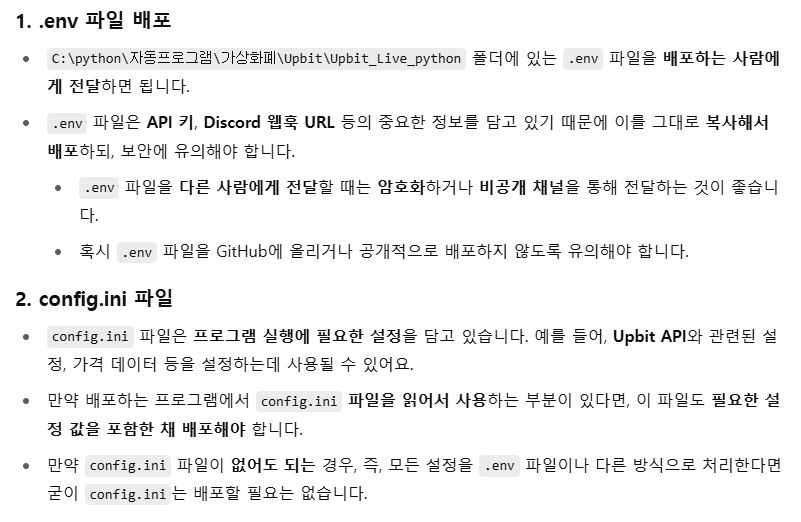 1. .env 파일 배포
C:\python\자동프로그램\가상화폐\Upbit\Upbit_Live_python 폴더에 있는 .env 파일을 배포하는 사람에
게 전달하면 됩니다.
.env 파일은 API 키, Discord 웹훅 URL 등의 중요한 정보를 담고 있기 때문에 이를 그대로 복사해서
배포하되, 보안에 유의해야 합니다.
.env 파일을 다른 사람에게 전달할 때는 암호화하거나 비공개 채널을 통해 전달하는 것이 좋습니
다.
혹시 .env 파일을 GitHub에 올리거나 공개적으로 배포하지 않도록 유의해야 합니다.
2. config.ini 파일
config.ini 파일은 프로그램 실행에 필요한 설정을 담고 있습니다. 예를 들어, Upbit API와 관련된 설
정, 가격 데이터 등을 설정하는데 사용될 수 있어요.
만약 배포하는 프로그램에서 config.ini 파일을 읽어서 사용하는 부분이 있다면, 이 파일도 필요한 설
정 값을 포함한 채 배포해야 합니다.
만약 config.ini 파일이 없어도 되는 경우, 즉, 모든 설정을 .env 파일이나 다른 방식으로 처리한다면
굳이 config.ini는 배포할 필요는 없습니다.